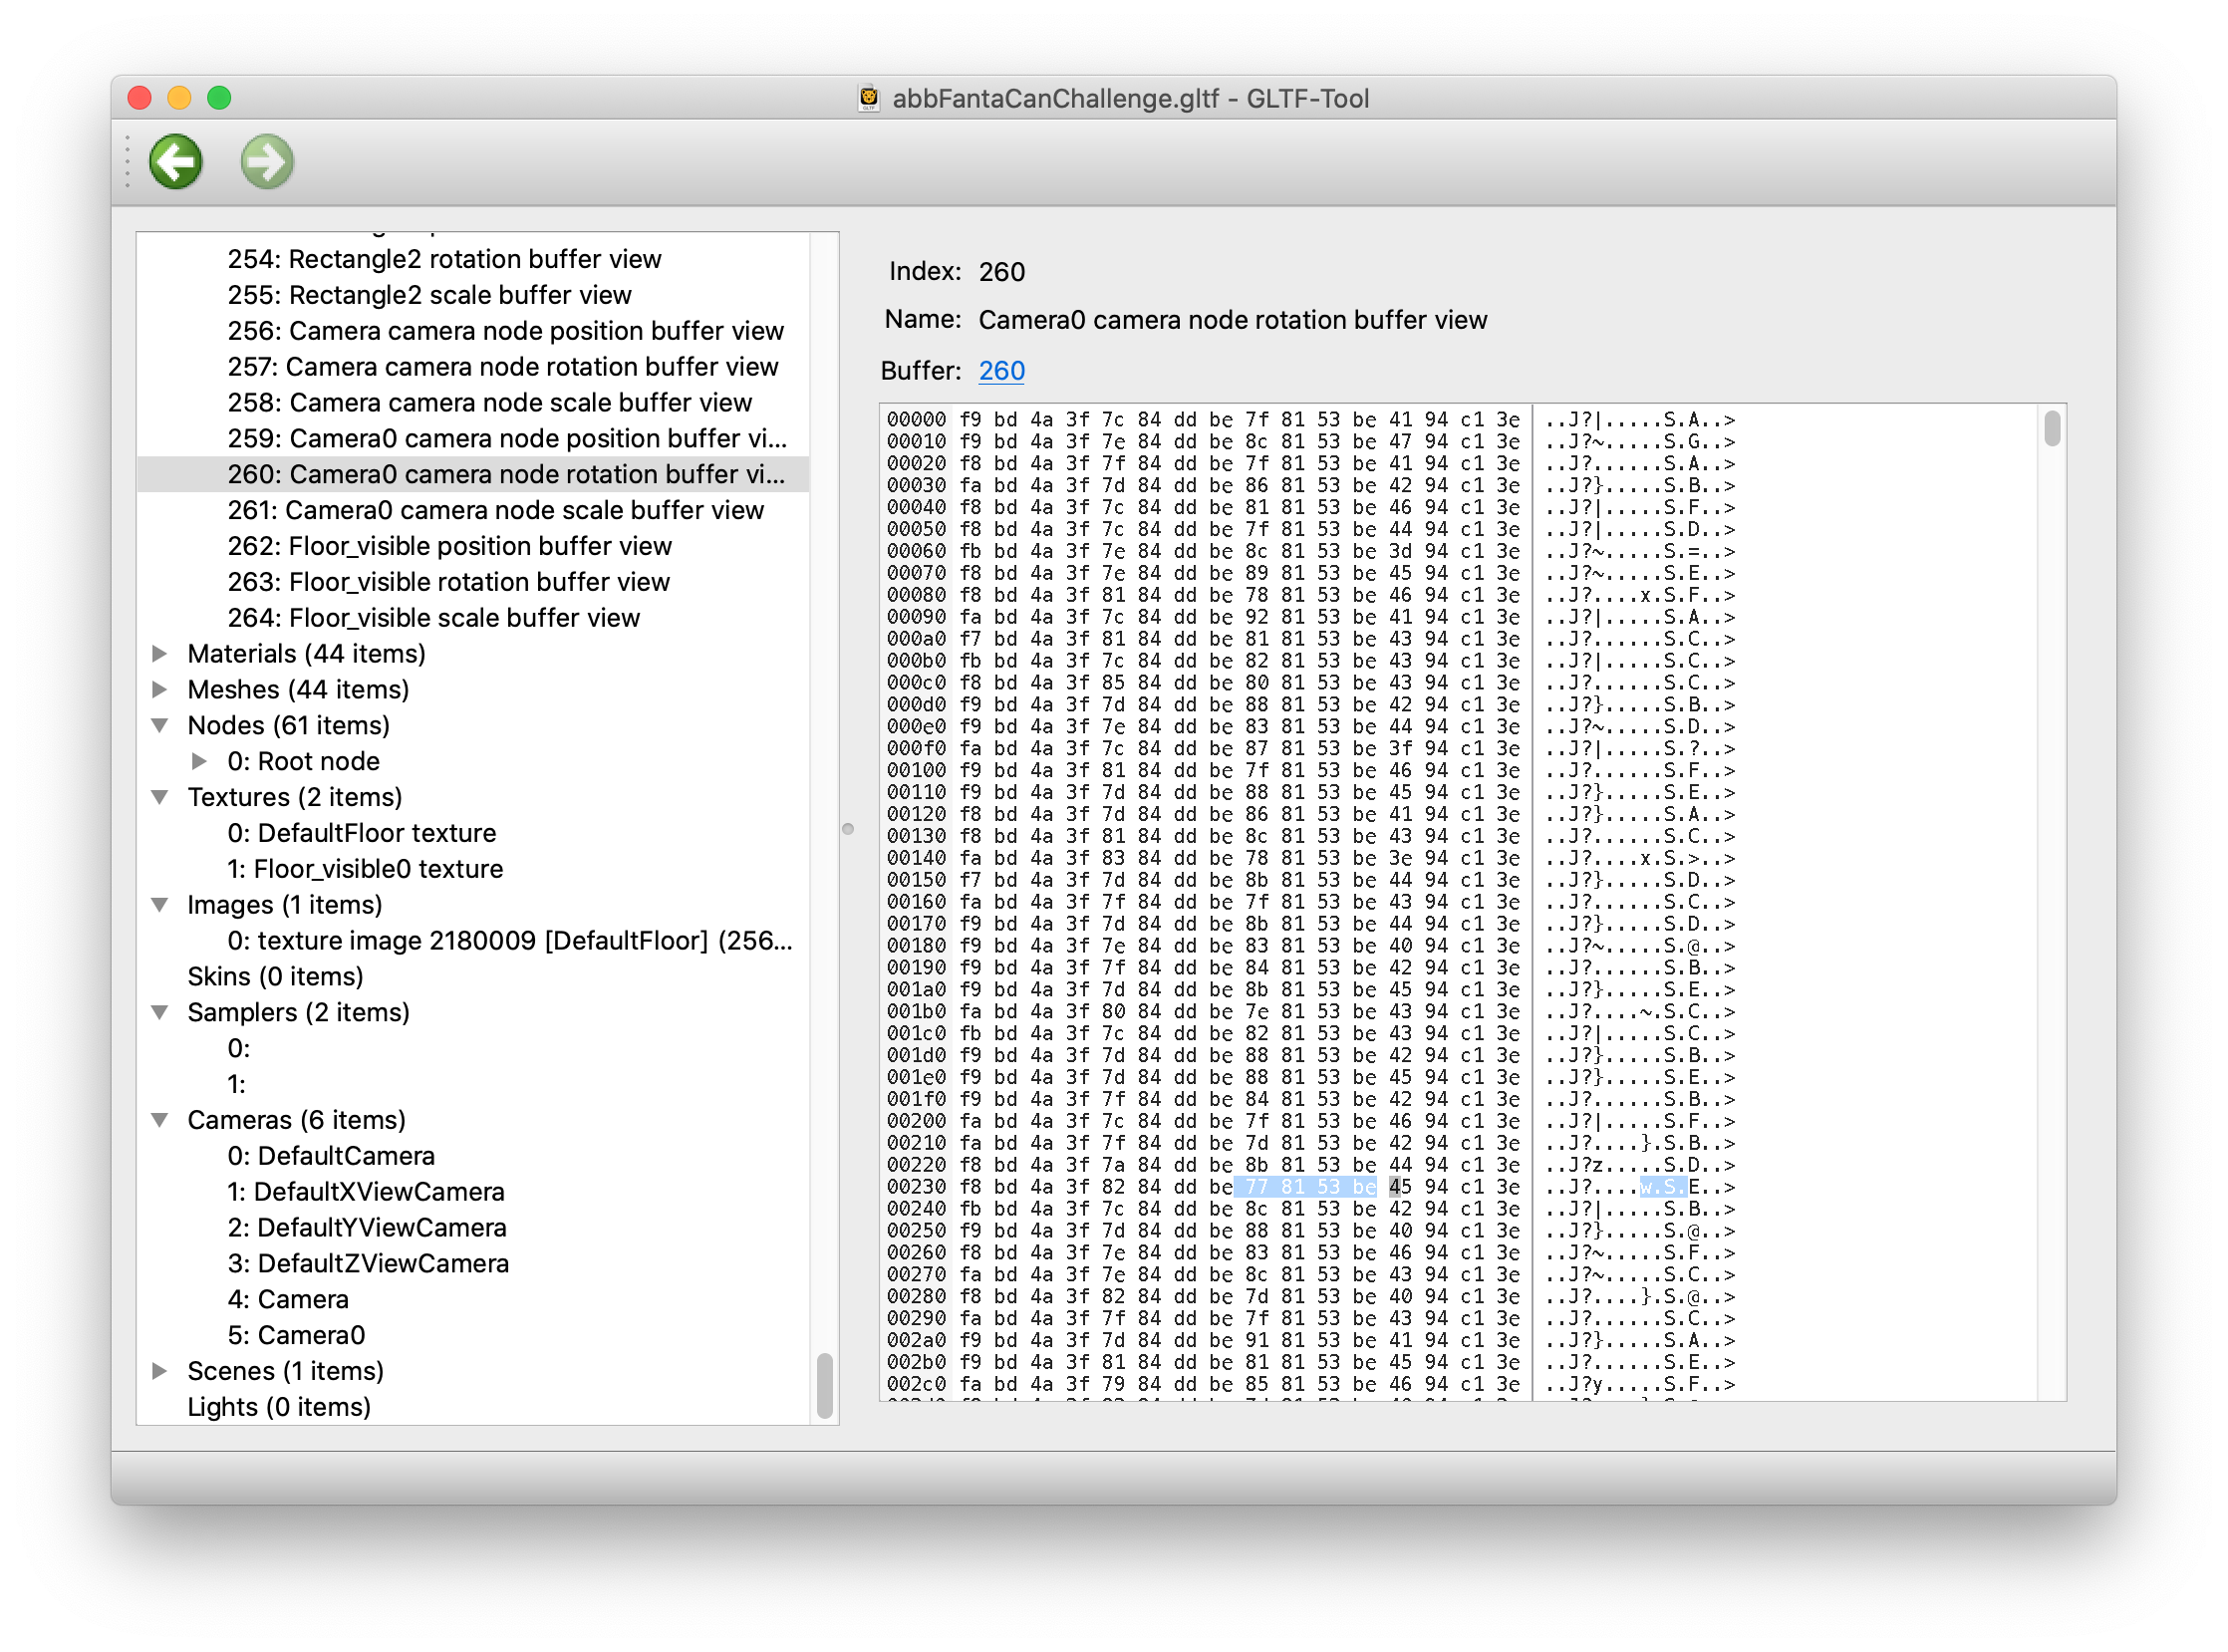 abbFantaCanChallenge.gltf - GLTF-Tool
254: Rectangle2 rotation buffer view
255: Rectangle2 scale buffer view
256: Camera camera node position buffer view
257: Camera camera node rotation buffer view
258: Camera camera node scale buffer view
259: Camera0 camera node position buffer vi...
260: Camera0 camera node rotation buffer vi...
261: Camera0 camera node scale buffer view
262: Floor_visible position buffer view
263: Floor_visible rotation buffer view
264: Floor_visible scale buffer view
Materials (44 items)
Meshes (44 items)
Nodes (61 items)
0: Root node
Textures (2 items)
0: DefaultFloor texture
1: Floor_visible0 texture
Images (1 items)
0: texture image 2180009 [DefaultFloor] (256...
Skins (0 items)
Samplers (2 items)
0:
1:
Cameras (6 items)
0: DefaultCamera
1: DefaultXViewCamera
2: DefaultYViewCamera
3: DefaultZViewCamera
4: Camera
5: Camera0
Scenes (1 items)
Lights (0 items)
Index: 260
Name: Camera0 camera node rotation buffer view
Buffer: 260
00000 f9 bd 4a 3f 7c 84 dd be 7f 81 53 be 41 94 c1 3e ..J?|.....S.A..>
00010 f9 bd 4a 3f 7e 84 dd be 8c 81 53 be 47 94 c1 3e ..J?~.....S.G..>
00020 f8 bd 4a 3f 7f 84 dd be 7f 81 53 be 41 94 c1 3e ..J?......S.A..>
00030 fa bd 4a 3f 7d 84 dd be 86 81 53 be 42 94 c1 3e ..J?}.....S.B..>
00040 f8 bd 4a 3f 7c 84 dd be 81 81 53 be 46 94 c1 3e ..J?|.....S.F..>
00050 f8 bd 4a 3f 7c 84 dd be 7f 81 53 be 44 94 c1 3e ..J?|.....S.D..>
00060 fb bd 4a 3f 7e 84 dd be 8c 81 53 be 3d 94 c1 3e ..J?~.....S.=..>
00070 f8 bd 4a 3f 7e 84 dd be 89 81 53 be 45 94 c1 3e ..J?~.....S.E..>
00080 f8 bd 4a 3f 81 84 dd be 78 81 53 be 46 94 c1 3e ..J?....x.S.F..>
00090 fa bd 4a 3f 7c 84 dd be 92 81 53 be 41 94 c1 3e ..J?|.....S.A..>
000a0 f7 bd 4a 3f 81 84 dd be 81 81 53 be 43 94 c1 3e ..J?......S.C..>
000b0 fb bd 4a 3f 7c 84 dd be 82 81 53 be 43 94 c1 3e ..J?|.....S.C..>
000c0 f8 bd 4a 3f 85 84 dd be 80 81 53 be 43 94 c1 3e ..J?......S.C..>
000d0 f9 bd 4a 3f 7d 84 dd be 88 81 53 be 42 94 c1 3e ..J?}.....S.B..>
000e0 f9 bd 4a 3f 7e 84 dd be 83 81 53 be 44 94 c1 3e ..J?~.....S.D..>
000f0 fa bd 4a 3f 7c 84 dd be 87 81 53 be 3f 94 c1 3e ..J?|.....S.?..>
00100 f9 bd 4a 3f 81 84 dd be 7f 81 53 be 46 94 c1 3e ..J?......S.F..>
00110 f9 bd 4a 3f 7d 84 dd be 88 81 53 be 45 94 c1 3e ..J?}.....S.E..>
00120 f8 bd 4a 3f 7d 84 dd be 86 81 53 be 41 94 c1 3e ..J?}.....S.A..>
00130 f8 bd 4a 3f 81 84 dd be 8c 81 53 be 43 94 c1 3e ..J?......S.C..>
00140 fa bd 4a 3f 83 84 dd be 78 81 53 be 3e 94 c1 3e ..J?....x.S.>..>
00150 f7 bd 4a 3f 7d 84 dd be 8b 81 53 be 44 94 c1 3e ..J?}.....S.D..>
00160 fa bd 4a 3f 7f 84 dd be 7f 81 53 be 43 94 c1 3e ..J?......S.C..>
00170 f9 bd 4a 3f 7d 84 dd be 8b 81 53 be 44 94 c1 3e ..J?}.....S.D..>
00180 f9 bd 4a 3f 7e 84 dd be 83 81 53 be 40 94 c1 3e ..J?~.....S.@..>
00190 f9 bd 4a 3f 7f 84 dd be 84 81 53 be 42 94 c1 3e ..J?......S.B..>
001a0 f9 bd 4a 3f 7d 84 dd be 8b 81 53 be 45 94 c1 3e ..J?}.....S.E..>
001b0 fa bd 4a 3f 80 84 dd be 7e 81 53 be 43 94 c1 3e ..J?....~.S.C..>
001c0 fb bd 4a 3f 7c 84 dd be 82 81 53 be 43 94 c1 3e ..J?|.....S.C..>
001d0 f9 bd 4a 3f 7d 84 dd be 88 81 53 be 42 94 c1 3e ..J?}.....S.B..>
001e0 f9 bd 4a 3f 7d 84 dd be 88 81 53 be 45 94 c1 3e ..J?}.....S.E..>
001f0 f9 bd 4a 3f 7f 84 dd be 84 81 53 be 42 94 c1 3e ..J?......S.B..>
00200 fa bd 4a 3f 7c 84 dd be 7f 81 53 be 46 94 c1 3e ..J?|.....S.F..>
00210 fa bd 4a 3f 7f 84 dd be 7d 81 53 be 42 94 c1 3e ..J?....}.S.B..>
00220 f8 bd 4a 3f 7a 84 dd be 8b 81 53 be 44 94 c1 3e ..J?z.....S.D..>
00230 f8 bd 4a 3f 82 84 dd be 77 81 53 be 45 94 c1 3e ..J?....w.S.E..>
00240 fb bd 4a 3f 7c 84 dd be 8c 81 53 be 42 94 c1 3e ..J?|.....S.B..>
00250 f9 bd 4a 3f 7d 84 dd be 88 81 53 be 40 94 c1 3e ..J?}.....S.@..>
00260 f8 bd 4a 3f 7e 84 dd be 83 81 53 be 46 94 c1 3e ..J?~.....S.F..>
00270 fa bd 4a 3f 7e 84 dd be 8c 81 53 be 43 94 c1 3e ..J?~.....S.C..>
00280 f8 bd 4a 3f 82 84 dd be 7d 81 53 be 40 94 c1 3e ..J?....}.S.@..>
00290 fa bd 4a 3f 7f 84 dd be 7f 81 53 be 43 94 c1 3e ..J?......S.C..>
002a0 f9 bd 4a 3f 7d 84 dd be 91 81 53 be 41 94 c1 3e ..J?}.....S.A..>
002b0 f9 bd 4a 3f 81 84 dd be 81 81 53 be 45 94 c1 3e ..J?......S.E..>
002c0 fa bd 4a 3f 79 84 dd be 85 81 53 be 46 94 c1 3e ..J?y.....S.F..>